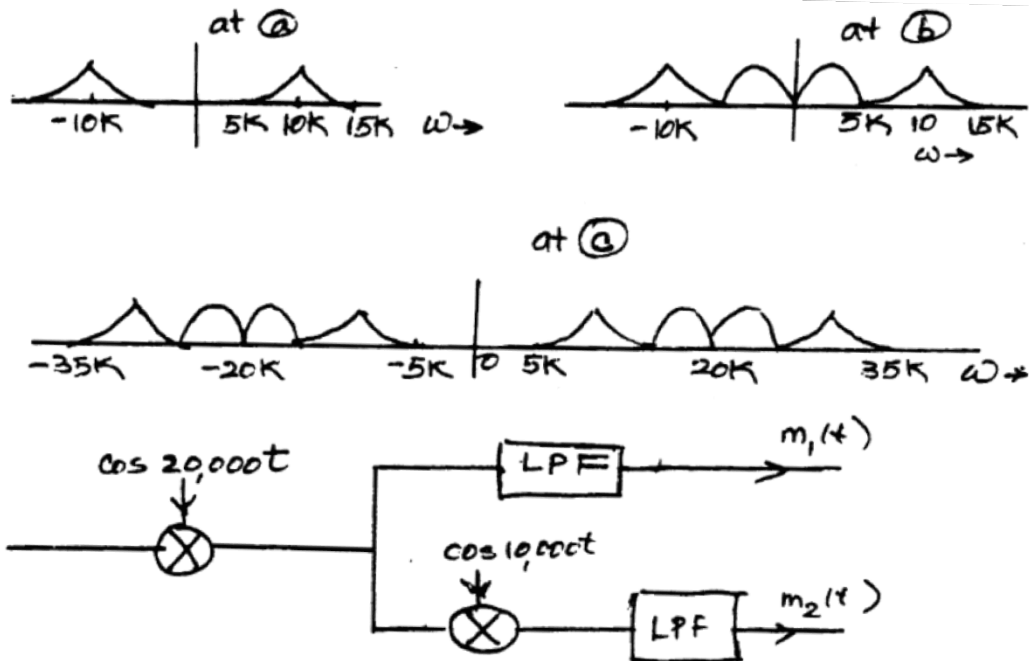 at ⓐ
-10K 5K 10K 15K ω→
at ⓑ
-10K 5K 10 15K
ω→
at ⓒ
-35K -20K -5K 0 5K 20K 35K ω→
cos 20,000t
LPF
m₁(t)
cos 10,000t
LPF
m₂(t)